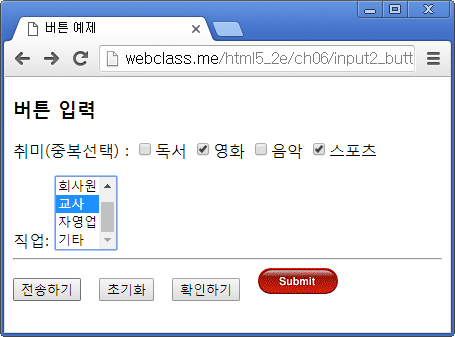 버튼 예제
webclass.me/html5_2e/ch06/input2_butt
버튼 입력
취미(중복선택) : 독서 영화 음악 스포츠
회사원
교사
자영업
직업: 기타
전송하기 초기화 확인하기 Submit